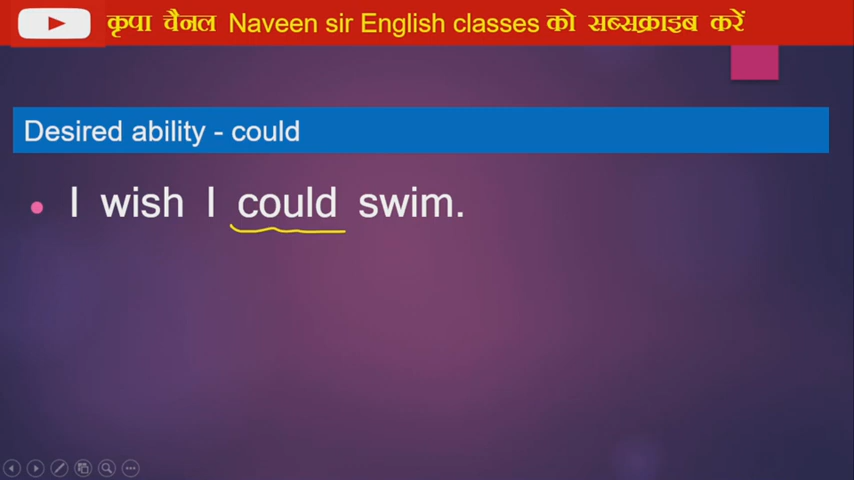 कृपा चैनल Naveen sir English classes को सब्सक्राइब करें
Desired ability - could
I wish I could swim.